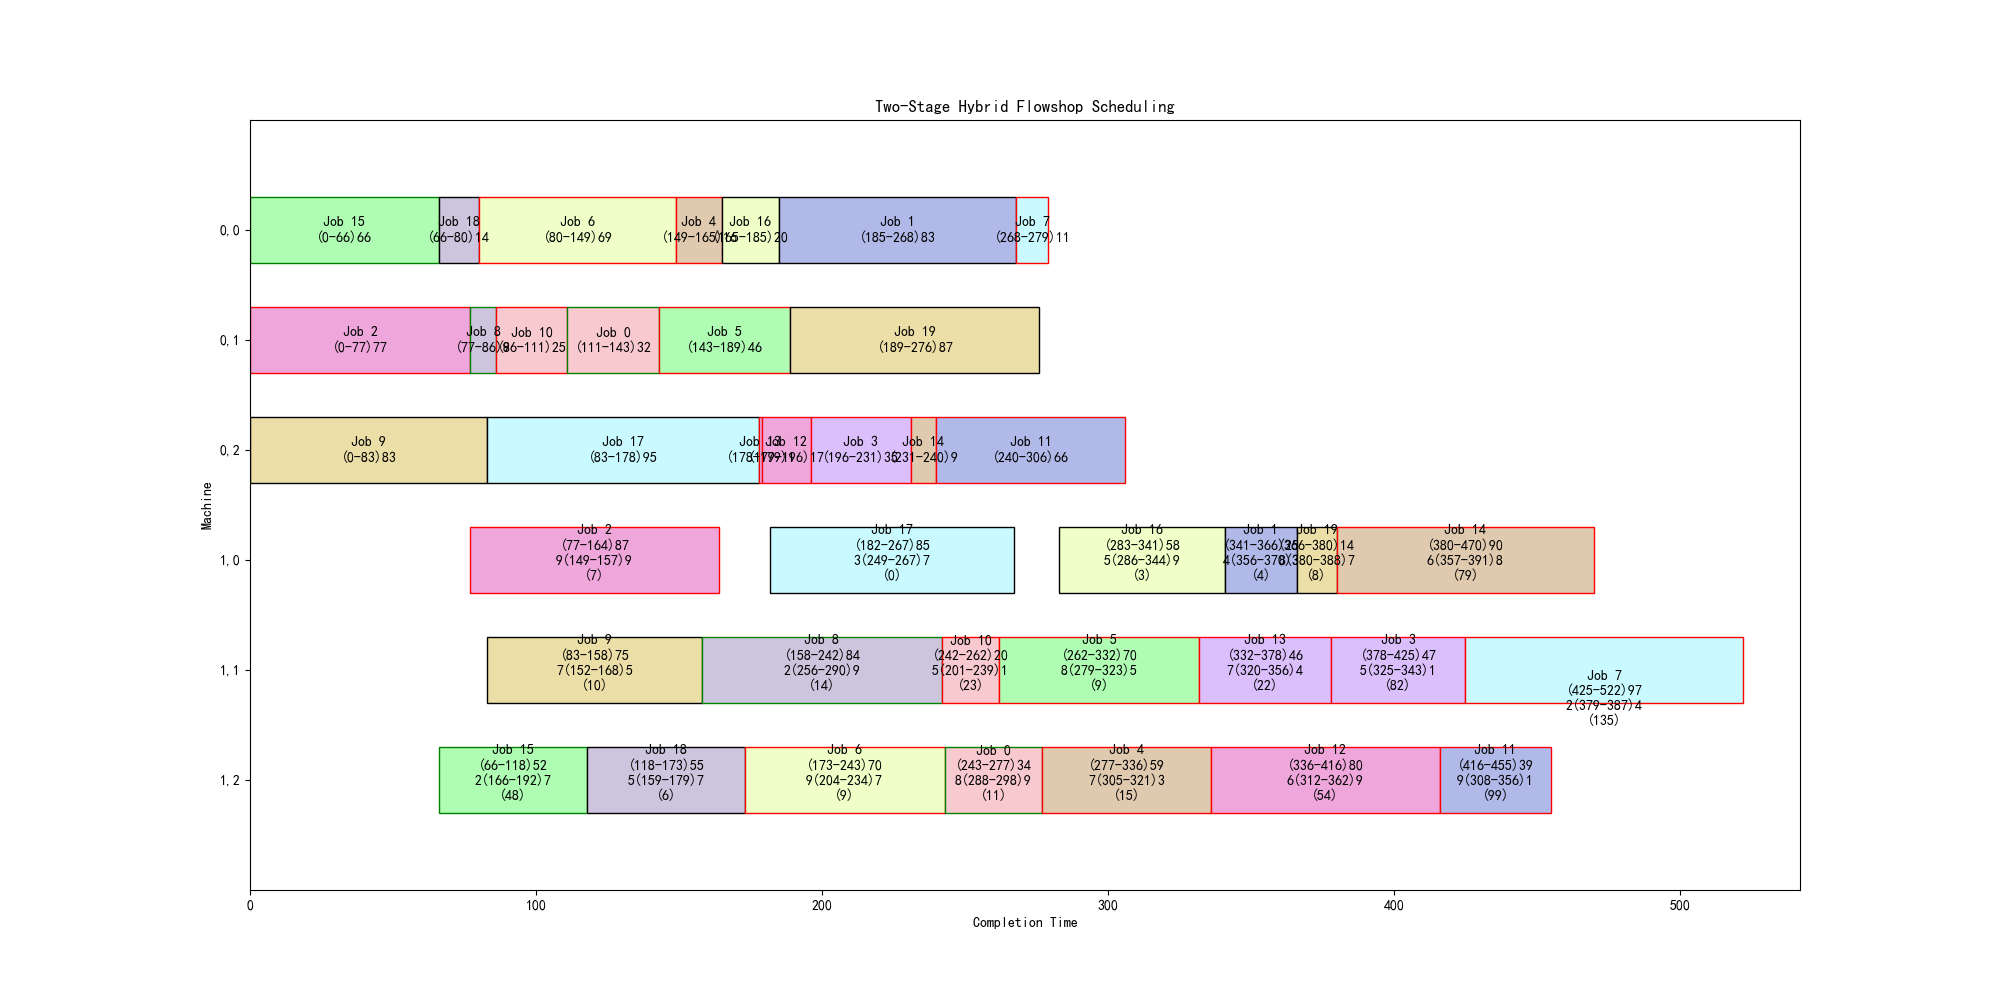 Two-Stage Hybrid Flowshop Scheduling
0,0
Job 15
(0-66)66
Job 18
(66-80)14
Job 6
(80-149)69
Job 4
(149-165)16
Job 16
(165-185)20
Job 1
(185-268)83
Job 7
(268-279)11
0,1
Job 2
(0-77)77
Job 8
(77-86)9
Job 10
(86-111)25
Job 0
(111-143)32
Job 5
(143-189)46
Job 19
(189-276)87
0,2
Job 9
(0-83)83
Job 17
(83-178)95
Job 13
(178-179)1
Job 12
(179-196)17
Job 3
(196-231)35
Job 14
(231-240)9
Job 11
(240-306)66
Machine
1,0
Job 2
(77-164)87
9(149-157)9
(7)
Job 17
(182-267)85
3(249-267)7
(0)
Job 16
(283-341)58
5(286-344)9
(3)
Job 1
(341-366)25
(4)
Job 19
(366-380)14
8(380-388)7
(8)
Job 14
(380-470)90
6(357-391)8
(79)
1,1
Job 9
(83-158)75
7(152-168)5
(10)
Job 8
(158-242)84
2(256-290)9
(14)
Job 10
(242-262)20
5(201-239)1
(23)
Job 5
(262-332)70
8(279-323)5
(9)
Job 13
(332-378)46
7(320-356)4
(22)
Job 3
(378-425)47
5(325-343)1
(82)
Job 7
(425-522)97
2(379-387)4
(135)
1,2
Job 15
(66-118)52
2(166-192)7
(48)
Job 18
(118-173)55
5(159-179)7
(6)
Job 6
(173-243)70
9(204-234)7
(9)
Job 0
(243-277)34
8(288-298)9
(11)
Job 4
(277-336)59
7(305-321)3
(15)
Job 12
(336-416)80
6(312-362)9
(54)
Job 11
(416-455)39
9(308-356)1
(99)
0 100 200 300 400 500
Completion Time